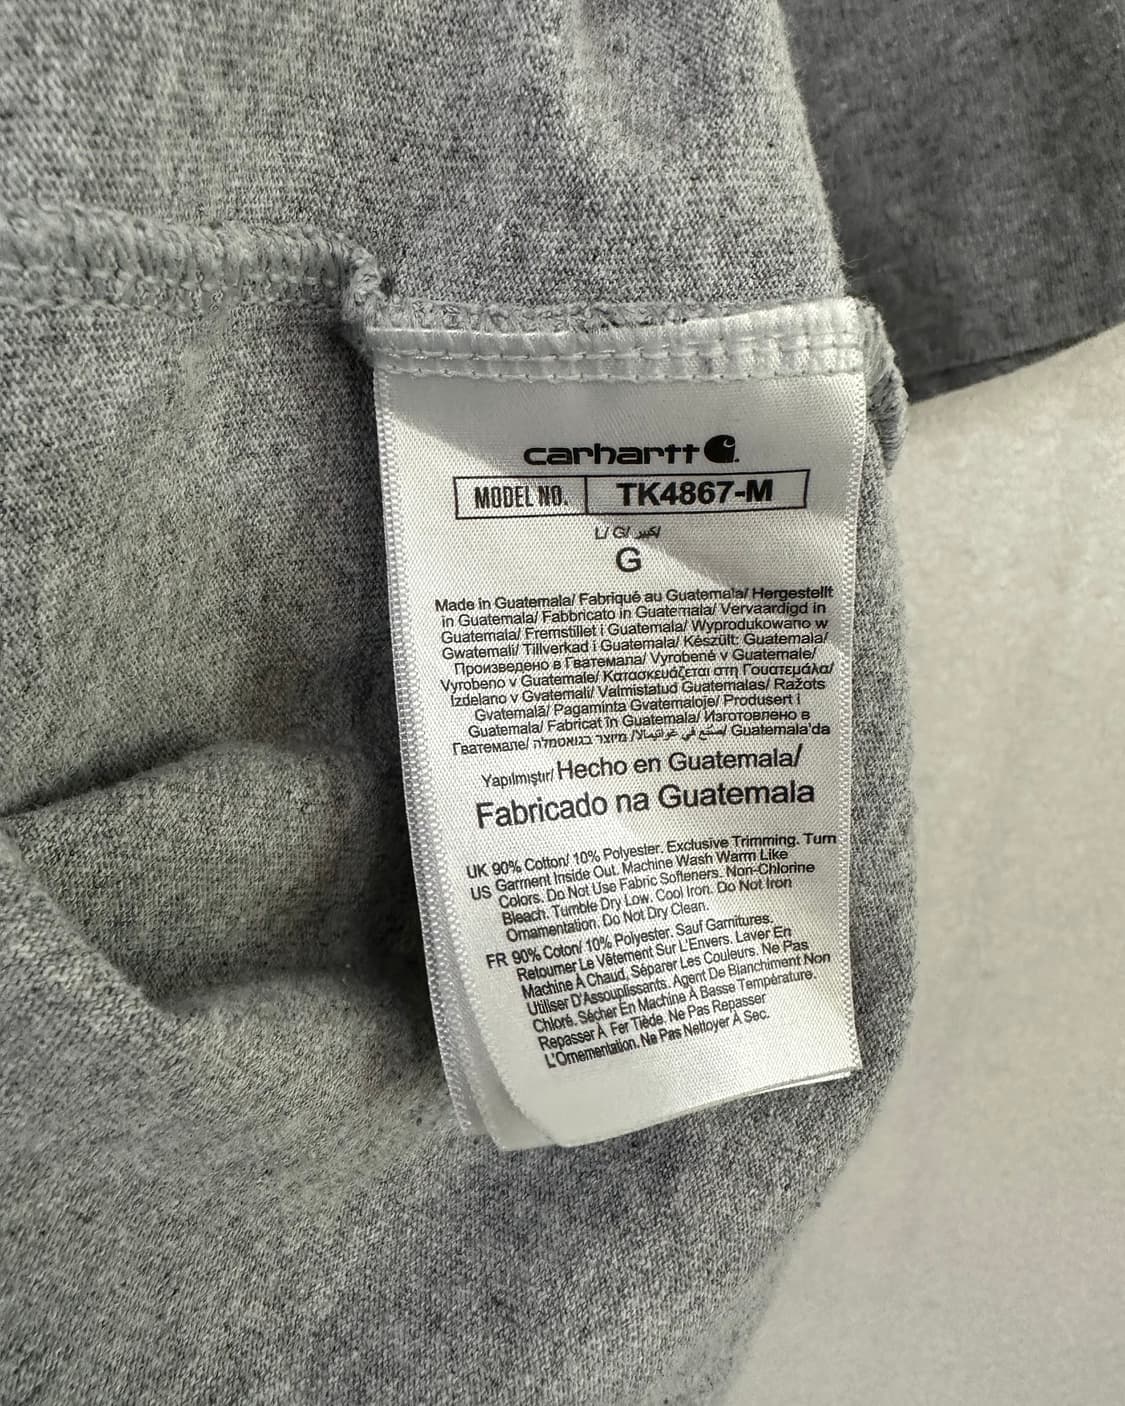 carhartt
MODEL NO. TK4867-M
L/ G/ كبير/
G
Made in Guatemala/ Fabriqué au Guatemala/ Hergestellt
in Guatemala/ Fabbricato in Guatemala/ Vervaardigd in
Guatemala/ Fremstillet i Guatemala/ Wyprodukowano w
Gwatemali/ Tillverkad i Guatemala/ Készült: Guatemala/
Произведено в Гватемала/ Vyrobené v Guatemale/
Vyrobeno v Guatemale/ Κατασκευάζεται στη Γουατεμάλα/
Izdelano v Gvatemali/ Valmistatud Guatemalas/ Ražots
Gvatemalā/ Pagaminta Gvatemaloje/ Produsert i
Guatemala/ Fabricat în Guatemala/ Изготовлено в
Гватемале/ מיוצר בגואטמלה /صنع في غواتيمالا/ Guatemala'da
Yapılmıştır/ Hecho en Guatemala/
Fabricado na Guatemala
UK 90% Cotton/ 10% Polyester. Exclusive Trimming. Turn
US Garment Inside Out. Machine Wash Warm Like
Colors. Do Not Use Fabric Softeners. Non-Chlorine
Bleach. Tumble Dry Low. Cool Iron. Do Not Iron
Ornamentation. Do Not Dry Clean.
FR 90% Coton/ 10% Polyester. Sauf Garnitures.
Retourner Le Vêtement Sur L'Envers. Laver En
Machine À Chaud, Séparer Les Couleurs. Ne Pas
Utiliser D'Assouplissants. Agent De Blanchiment Non
Chloré. Sécher En Machine À Basse Température.
Repasser À Fer Tiède. Ne Pas Repasser
L'Ornementation. Ne Pas Nettoyer À Sec.